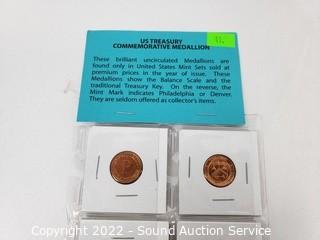 11.
US TREASURY
COMMEMORATIVE MEDALLION
These brilliant uncirculated Medallions are
found only in United States Mint Sets sold at
premium prices in the year of issue. These
Medallions show the Balance Scale and the
traditional Treasury Key. On the reverse, the
Mint Mark indicates Philadelphia or Denver.
They are seldom offered as collector's items.
Copyright 2022 - Sound Auction Service